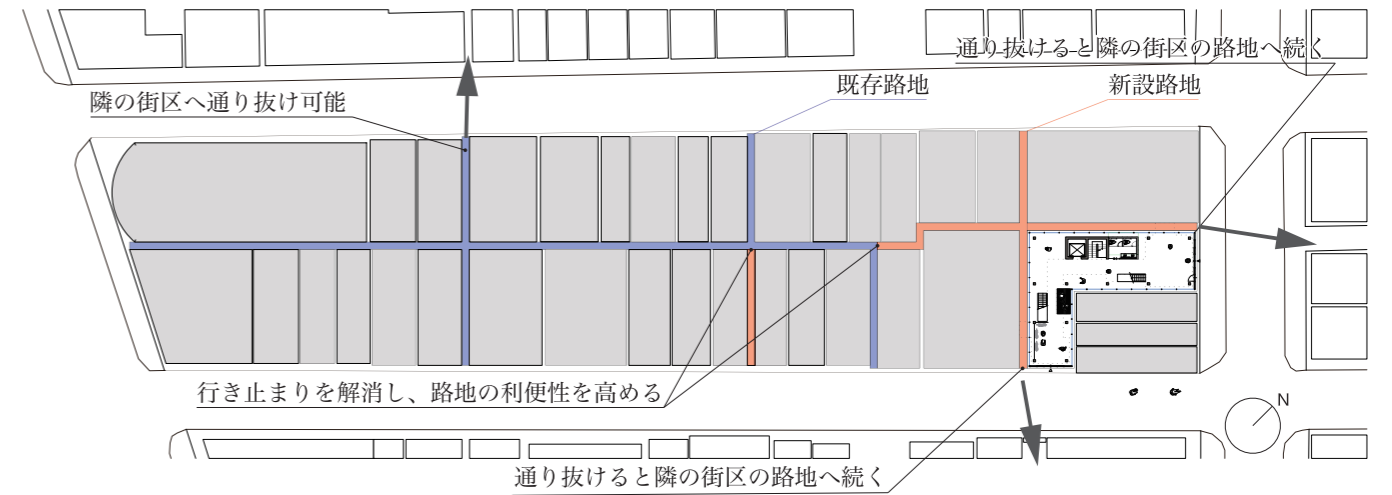 通り抜けると隣の街区の路地へ続く
既存路地
新設路地
隣の街区へ通り抜け可能
行き止まりを解消し、路地の利便性を高める
N
通り抜けると隣の街区の路地へ続く